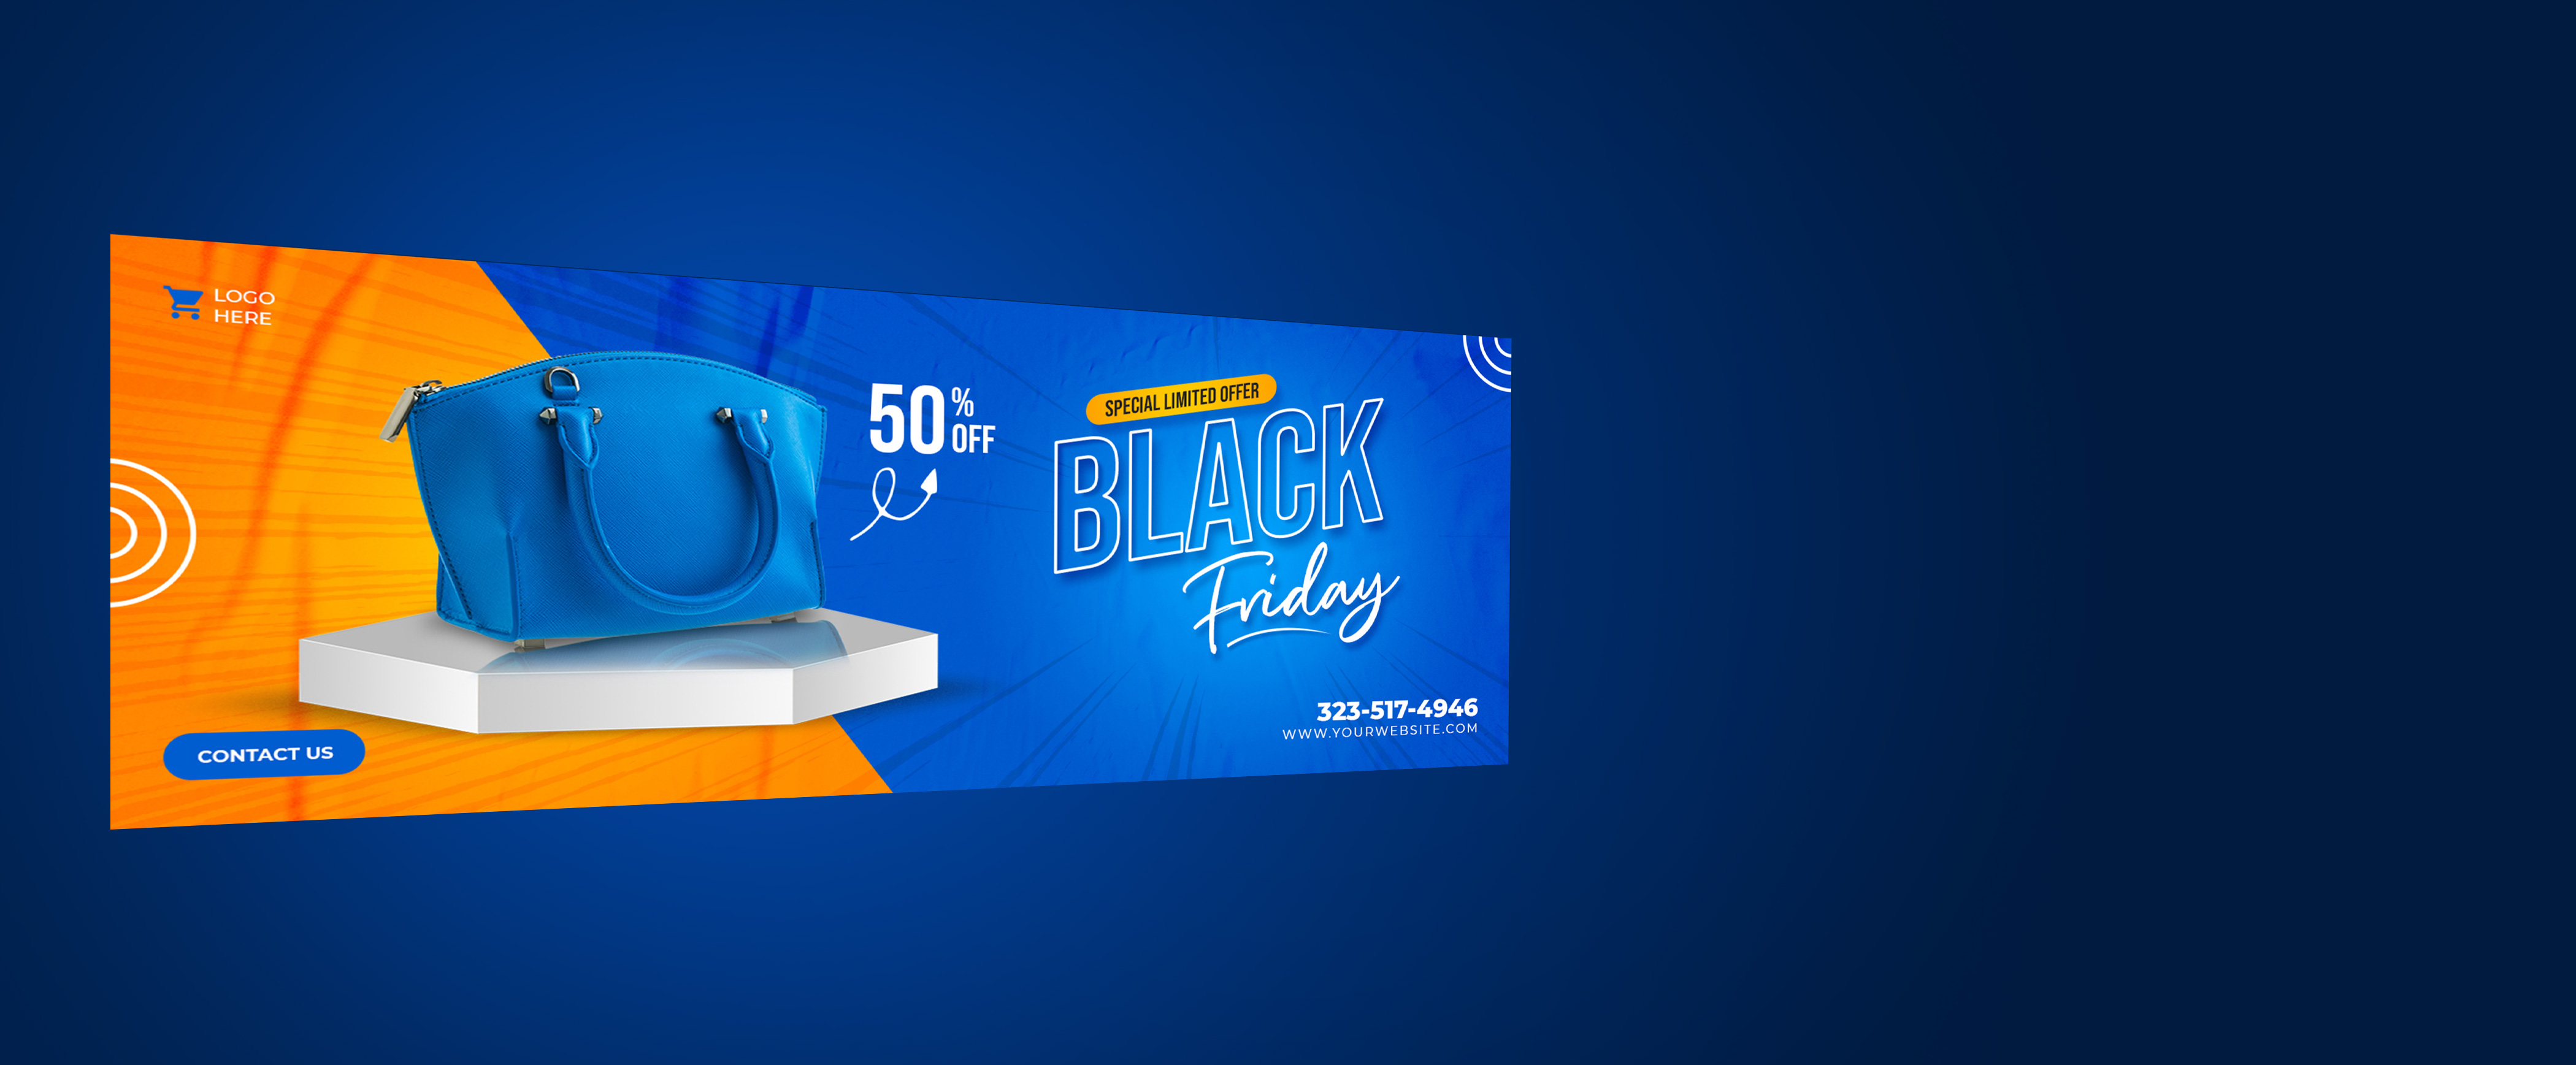 LOGO
HERE
50%
OFF
SPECIAL LIMITED OFFER
BLACK
Friday
323-517-4946
WWW.YOURWEBSITE.COM
CONTACT US